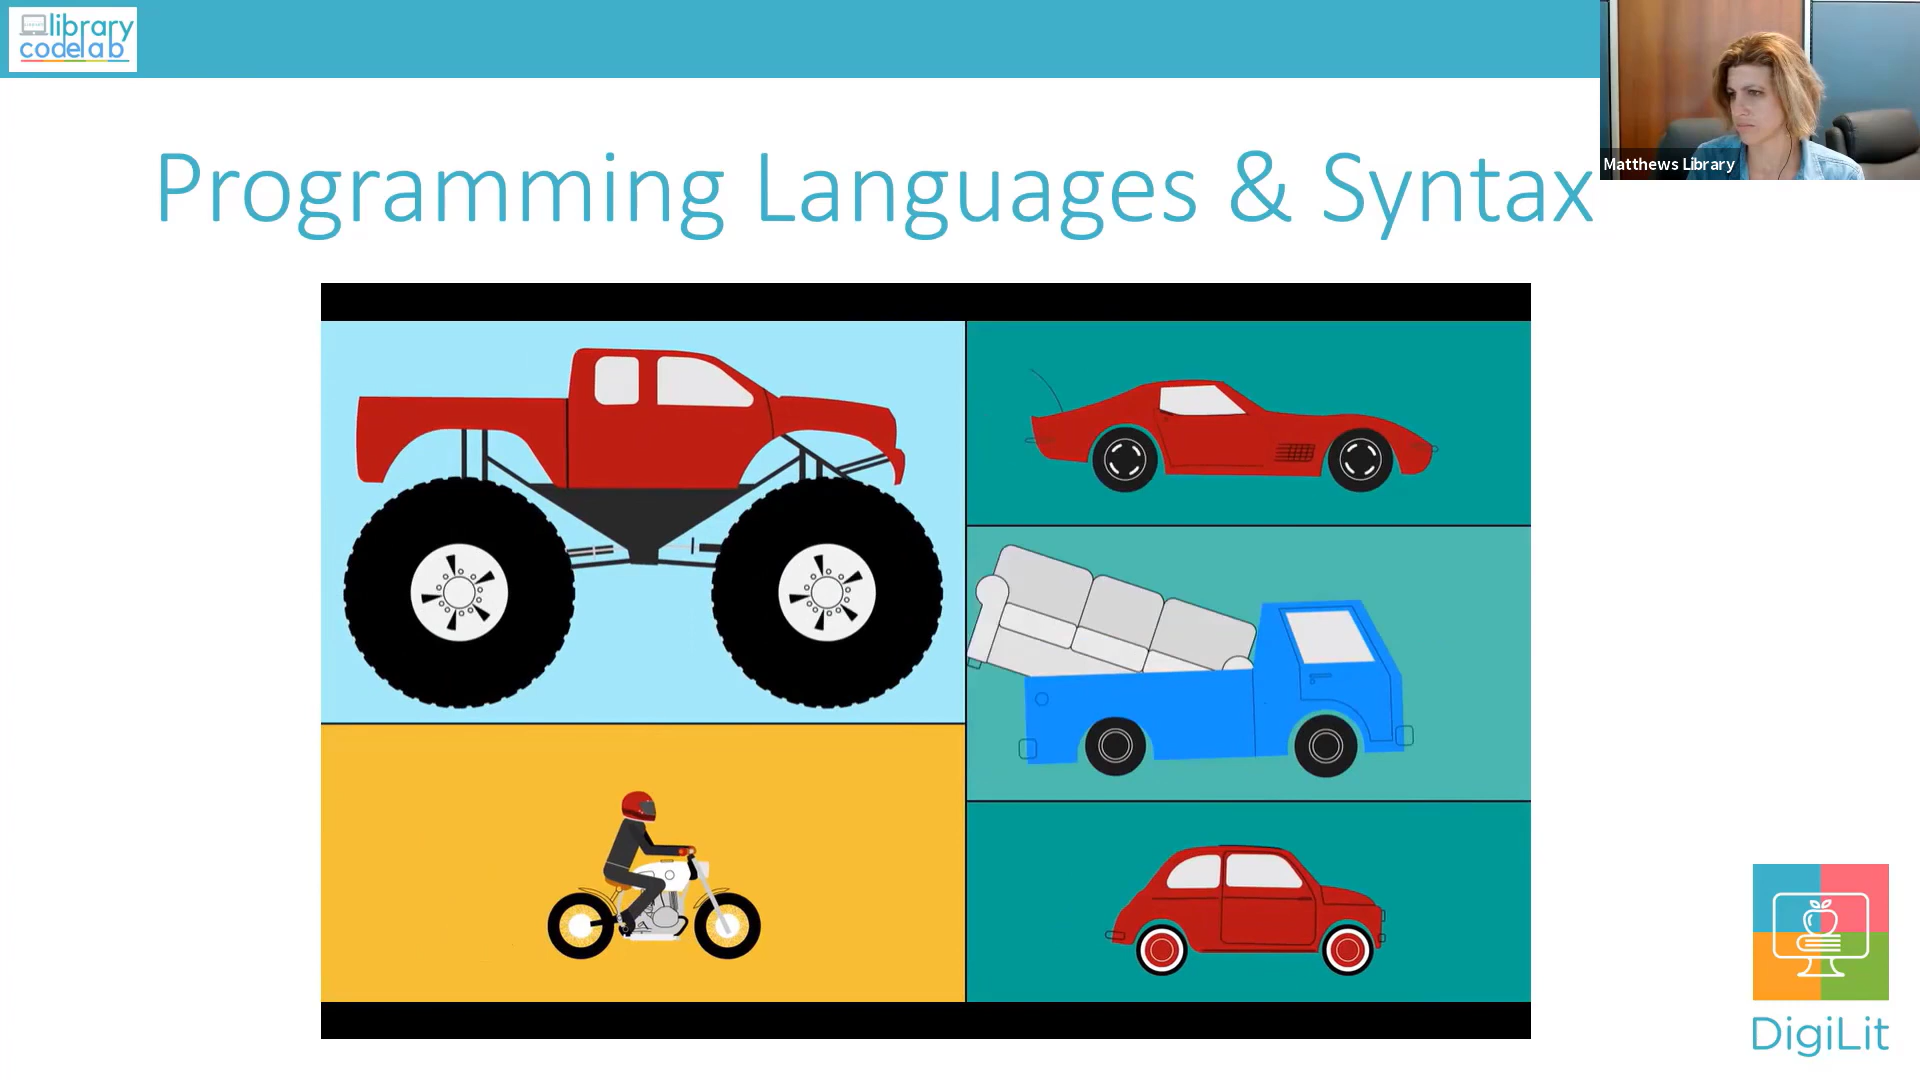 library
codelab
Programming Languages & Syntax
Matthews Library
DigiLit